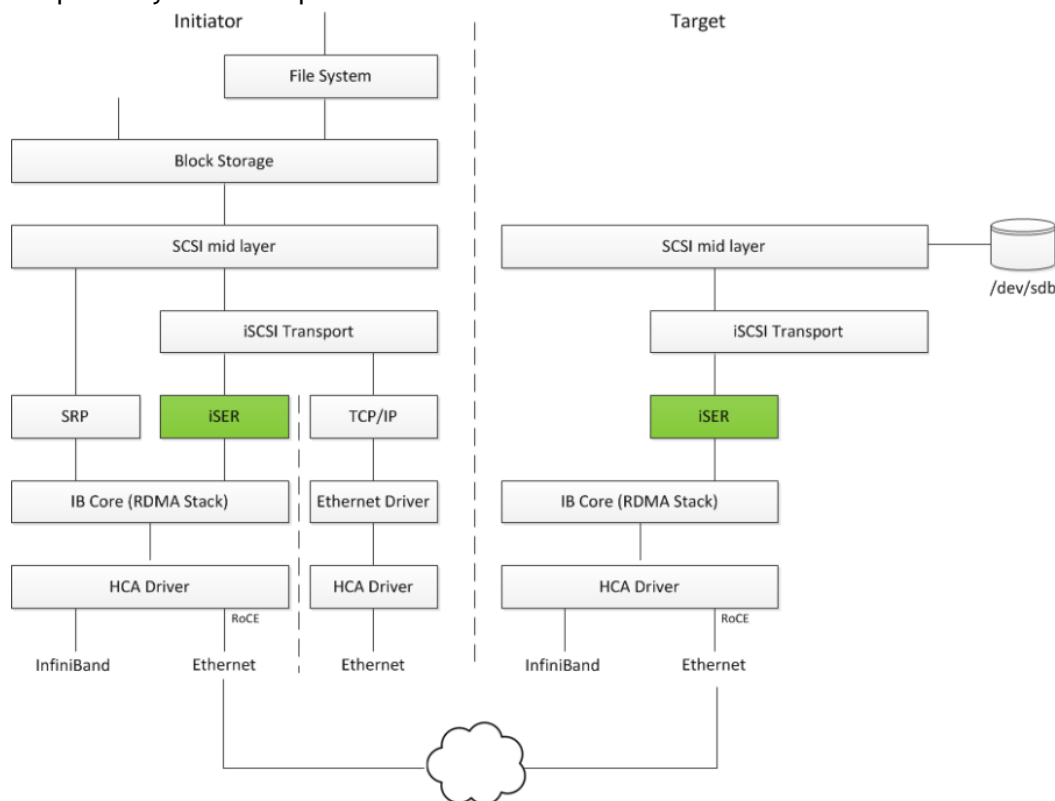 Initiator
Target
File System
Block Storage
SCSI mid layer
SCSI mid layer
/dev/sdb
iSCSI Transport
iSCSI Transport
SRP
iSER
TCP/IP
iSER
IB Core (RDMA Stack)
Ethernet Driver
IB Core (RDMA Stack)
HCA Driver
HCA Driver
HCA Driver
RoCE
RoCE
InfiniBand
Ethernet
Ethernet
InfiniBand
Ethernet